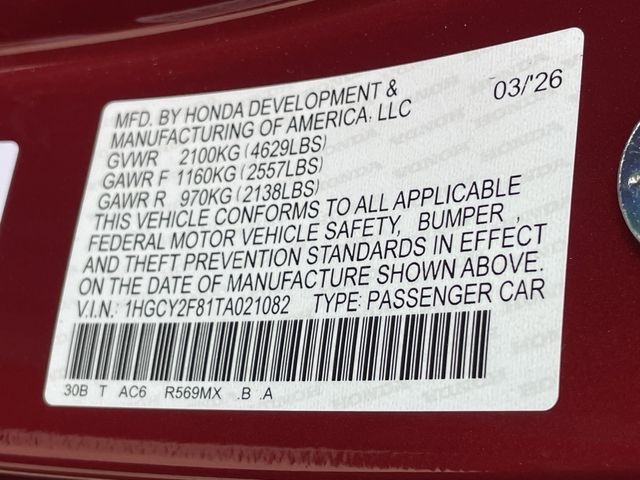 03/'26
MFD. BY HONDA DEVELOPMENT &
MANUFACTURING OF AMERICA, LLC
GVWR 2100KG (4629LBS)
GAWR F 1160KG (2557LBS)
GAWR R 970KG (2138LBS)
THIS VEHICLE CONFORMS TO ALL APPLICABLE
FEDERAL MOTOR VEHICLE SAFETY, BUMPER ,
AND THEFT PREVENTION STANDARDS IN EFFECT
ON THE DATE OF MANUFACTURE SHOWN ABOVE.
V.I.N.: 1HGCY2F81TA021082 TYPE: PASSENGER CAR
30B T AC6 R569MX .B .A